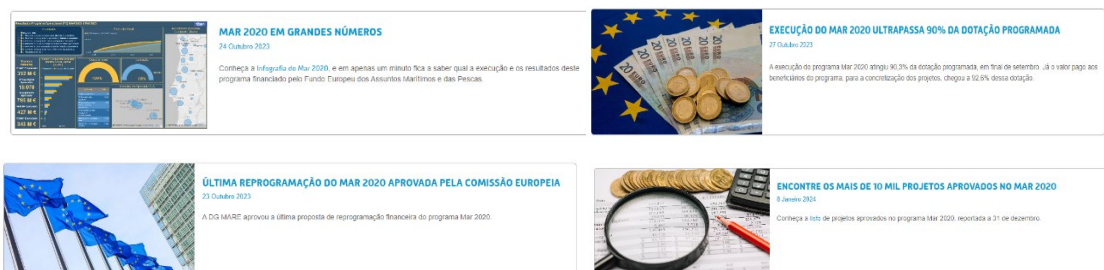 MAR 2020 EM GRANDES NÚMEROS
24 Outubro 2023
Conheça a Infografia do Mar 2020, e em apenas um minuto fica a saber qual a execução e os resultados deste
programa financiado pelo Fundo Europeu dos Assuntos Marítimos e das Pescas.
EXECUÇÃO DO MAR 2020 ULTRAPASSA 90% DA DOTAÇÃO PROGRAMADA
27 Outubro 2023
A execução do programa Mar 2020 atingiu 90,3% da dotação programada, em final de setembro. Já o valor pago aos
beneficiários do programa, para a concretização dos projetos, chegou a 92,6% dessa dotação.
ÚLTIMA REPROGRAMAÇÃO DO MAR 2020 APROVADA PELA COMISSÃO EUROPEIA
23 Outubro 2023
A DG MARE aprovou a última proposta de reprogramação financeira do programa Mar 2020.
ENCONTRE OS MAIS DE 10 MIL PROJETOS APROVADOS NO MAR 2020
8 Janeiro 2024
Conheça a lista de projetos aprovados no programa Mar 2020, reportada a 31 de dezembro.